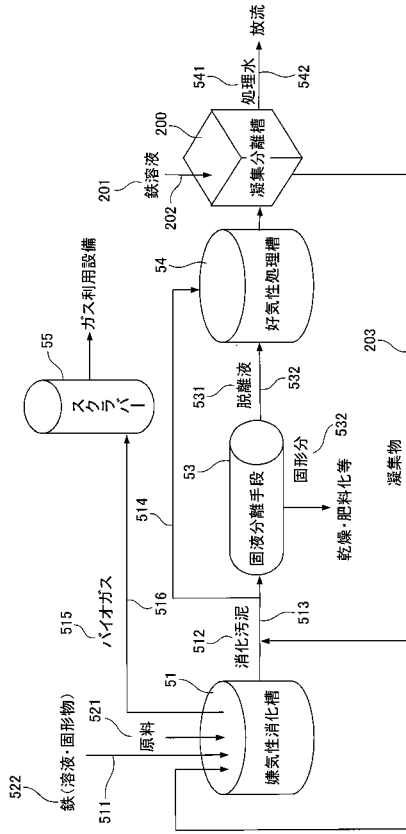 522
鉄(溶液・固形物)
511
521
原料
51
嫌気性消化槽
515
バイオガス
516
512
消化汚泥
513
514
55
スクラバー
ガス利用設備
53
固液分離手段
固形分
532
乾燥・肥料化等
531
脱離液
532
54
好気性処理槽
201
鉄溶液
202
200
凝集分離槽
541
処理水
542
放流
203
凝集物